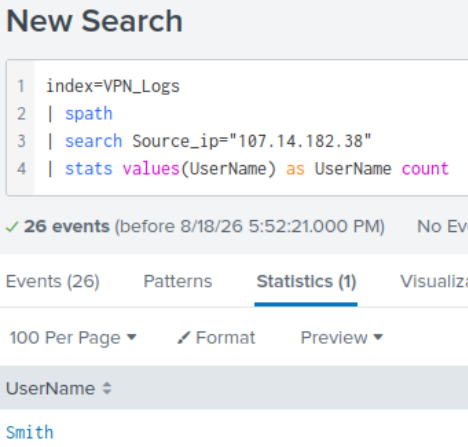 New Search
1 index=VPN_Logs
2 | spath
3 | search Source_ip="107.14.182.38"
4 | stats values(UserName) as UserName count
✓ 26 events (before 8/18/26 5:52:21.000 PM) No Ev
Events (26) Patterns Statistics (1) Visualiz
100 Per Page Format Preview
UserName
Smith